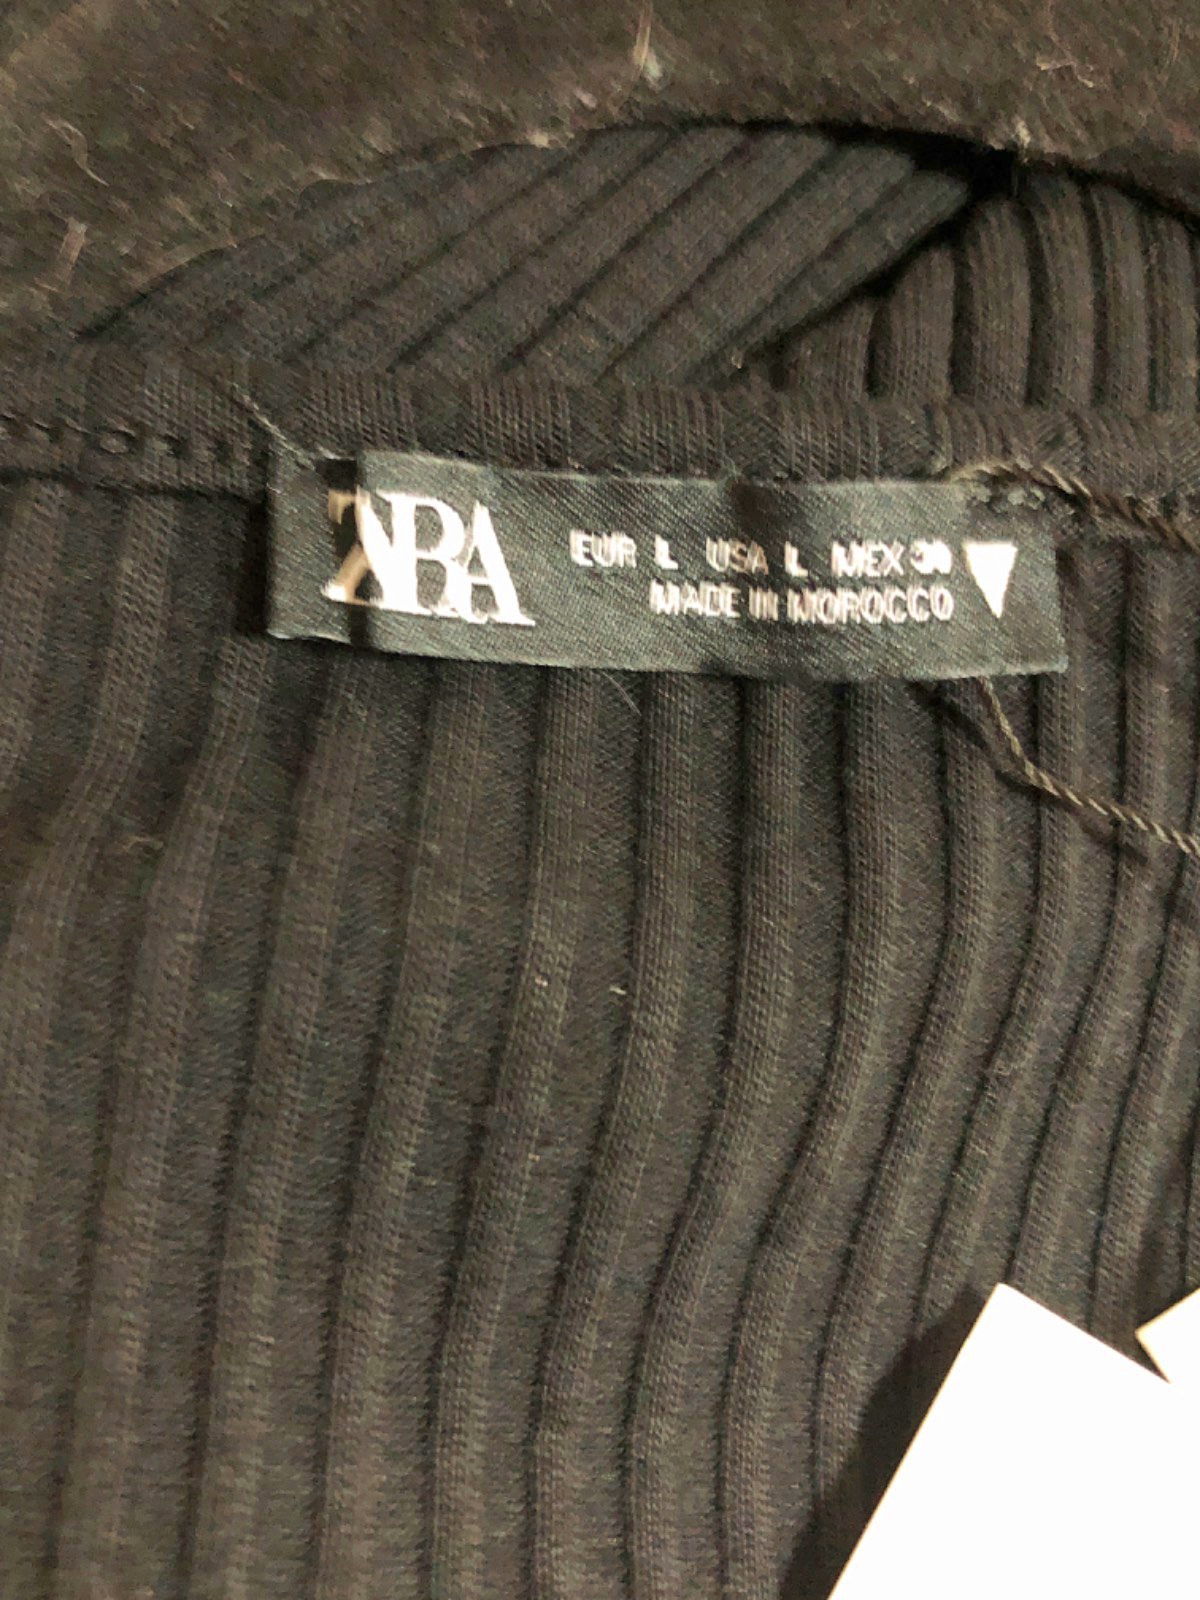 ZARA
EUR L USA L MEX 30
MADE IN MOROCCO